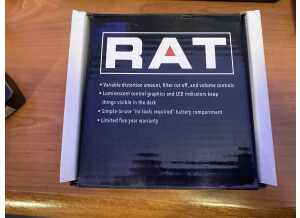 RAT
• Variable distortion amount, filter cut off, and volume controls
• Luminescent control graphics and LED indicators keep
things visible in the dark
• Simple-to-use "no tools required" battery compartment
• Limited five year warranty